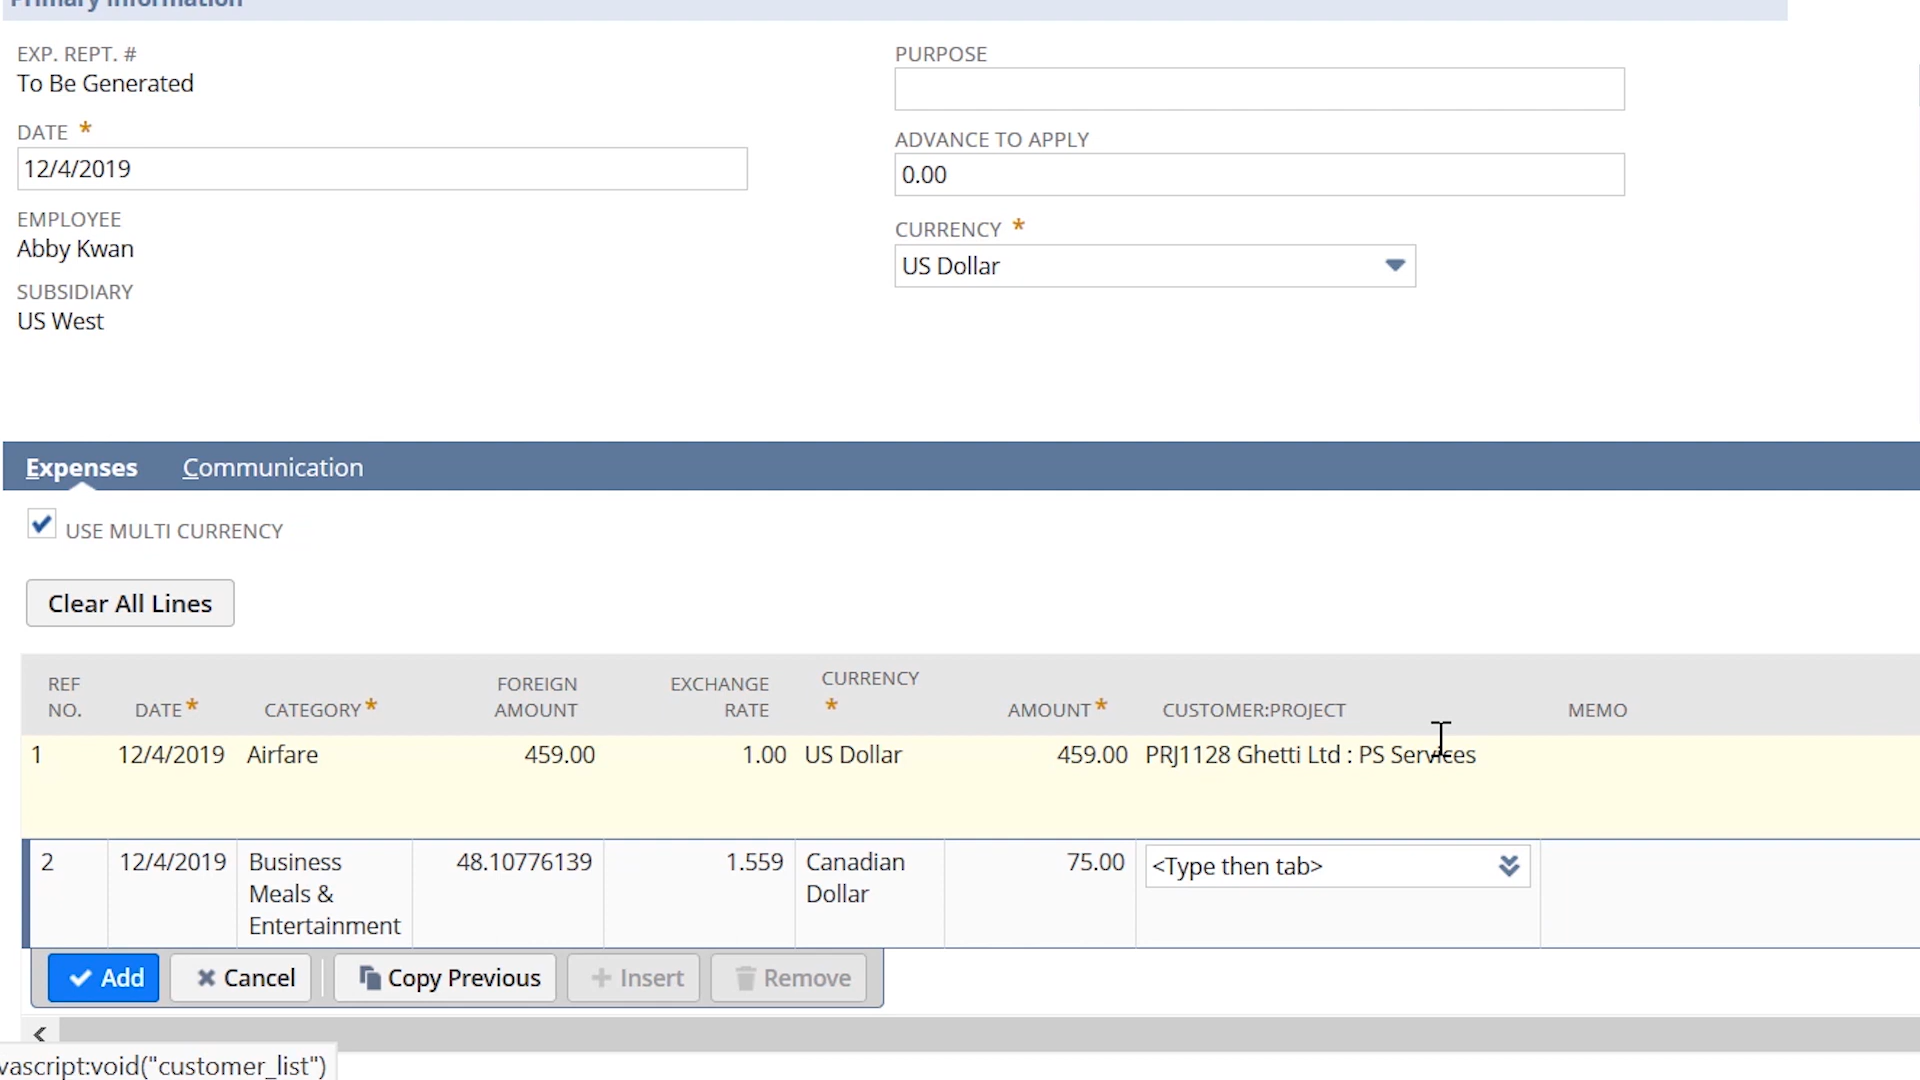 Primary Information
EXP. REPT. #
To Be Generated
DATE *
12/4/2019
EMPLOYEE
Abby Kwan
SUBSIDIARY
US West
PURPOSE
ADVANCE TO APPLY
0.00
CURRENCY *
US Dollar
Expenses Communication
USE MULTI CURRENCY
Clear All Lines
REF NO. DATE * CATEGORY * FOREIGN AMOUNT EXCHANGE RATE CURRENCY * AMOUNT * CUSTOMER:PROJECT MEMO
1 12/4/2019 Airfare 459.00 1.00 US Dollar 459.00 PRJ1128 Ghetti Ltd : PS Services
2 12/4/2019 Business Meals & Entertainment 48.10776139 1.559 Canadian Dollar 75.00 <Type then tab>
Add Cancel Copy Previous Insert Remove
vascript:void("customer_list")